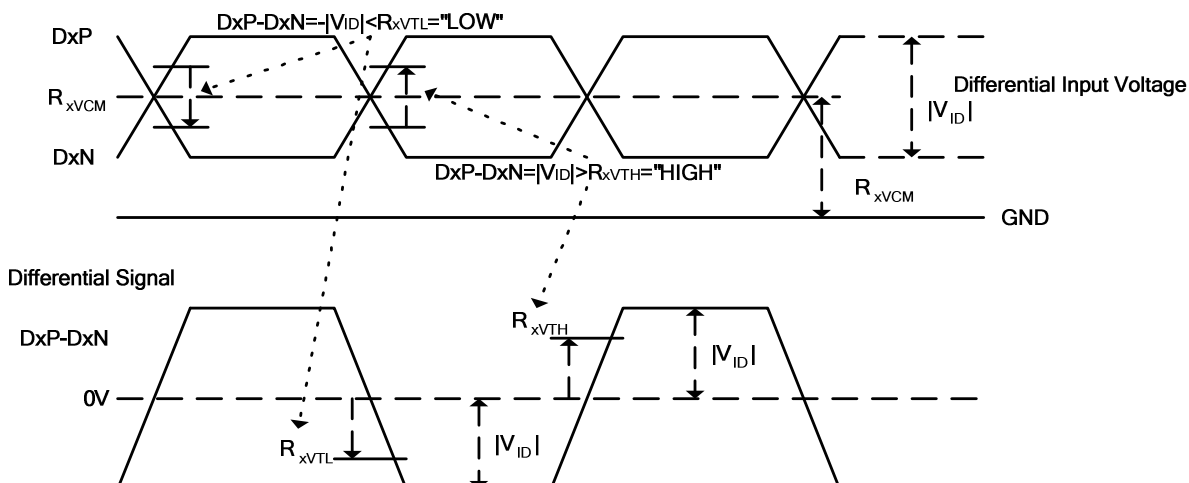 DxP-DxN=-|VID|<RxVTL="LOW"
DxP
RxVCM
Differential Input Voltage
|VID|
DxN
DxP-DxN=|VID|>RxVTH="HIGH"
RxVCM
GND
Differential Signal
RxVTH
DxP-DxN
|VID|
0V
RxVTL
|VID|